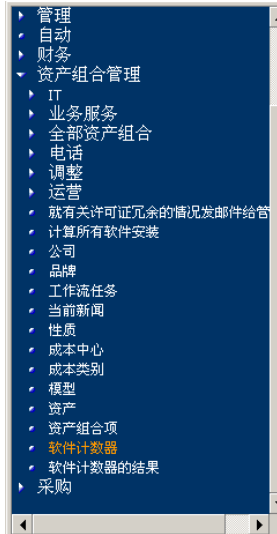 管理
自动
财务
资产组合管理
IT
业务服务
全部资产组合
电话
调整
运营
就有关许可证冗余的情况发邮件给管
计算所有软件安装
公司
品牌
工作流任务
当前新闻
性质
成本中心
成本类别
模型
资产
资产组合项
软件计数器
软件计数器的结果
采购